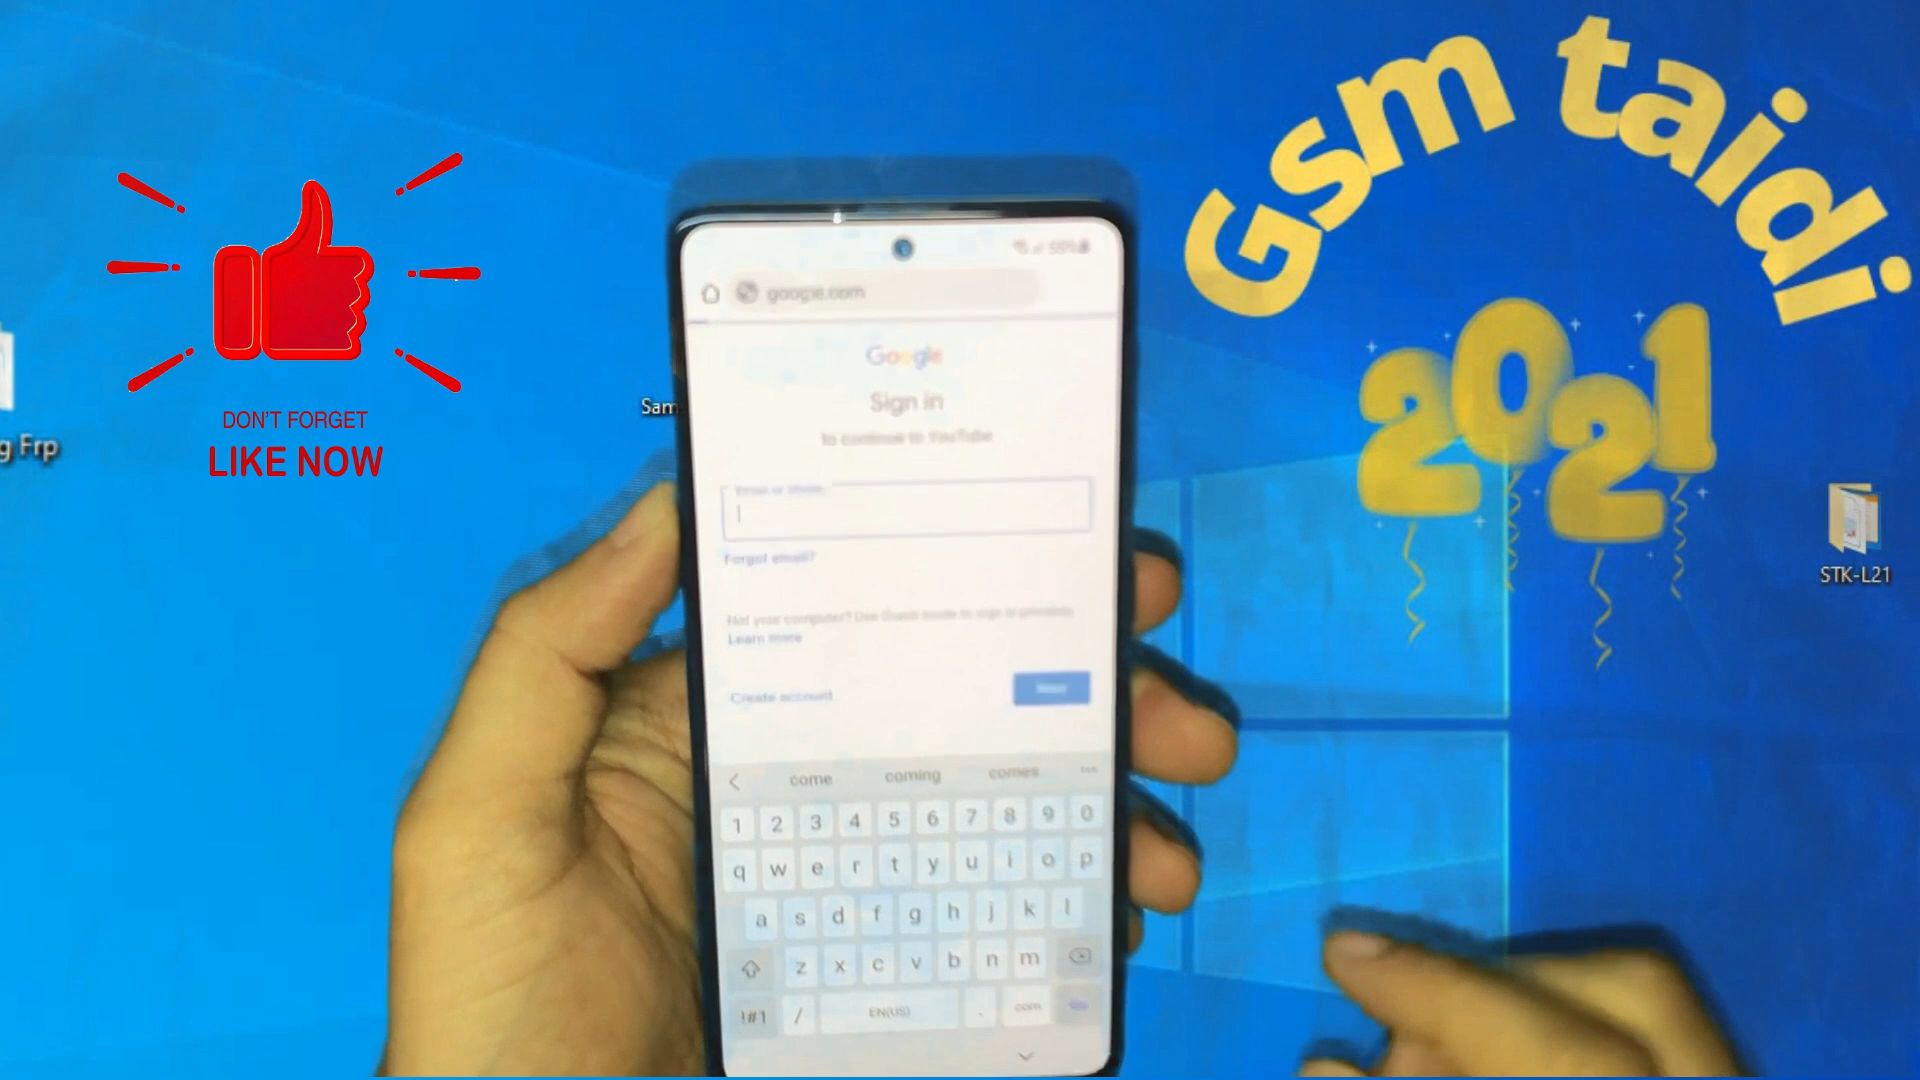 Gsm taidi
2021
DON'T FORGET
LIKE NOW
g Frp
Sam
STK-L21
55%
google.com
Google
Sign in
to continue to YouTube
Email or phone
Forgot email?
Not your computer? Use Guest mode to sign in privately.
Learn more
Create account
Next
come coming comes
1 2 3 4 5 6 7 8 9 0
q w e r t y u i o p
a s d f g h j k l
z x c v b n m
!#1 / EN(US) . .com